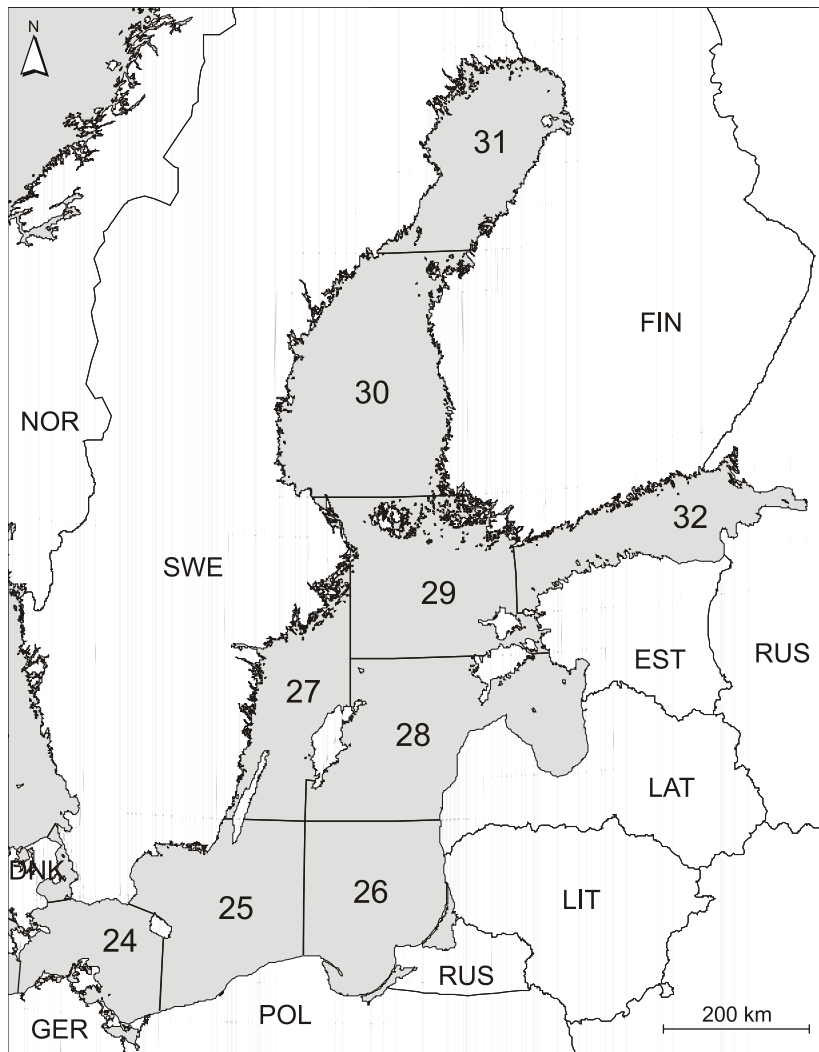 N
31
FIN
30
NOR
32
SWE
29
EST
RUS
27
28
LAT
DNK
26
25
LIT
24
RUS
POL
200 km
GER